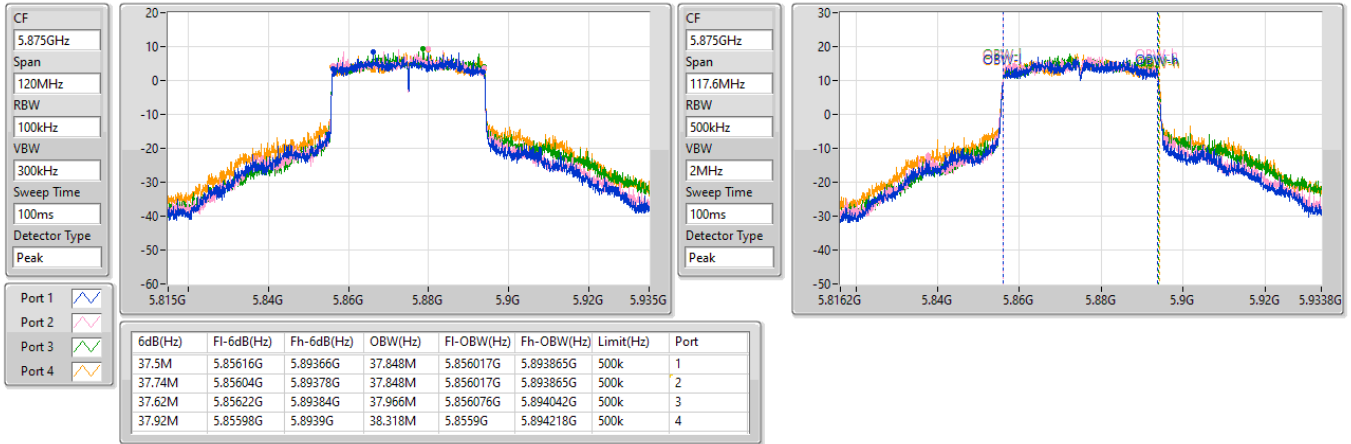 CF
5.875GHz
Span
120MHz
RBW
100kHz
VBW
300kHz
Sweep Time
100ms
Detector Type
Peak
20
10
0
-10
-20
-30
-40
-50
-60
5.815G 5.84G 5.86G 5.88G 5.9G 5.92G 5.935G
CF
5.875GHz
Span
117.6MHz
RBW
500kHz
VBW
2MHz
Sweep Time
100ms
Detector Type
Peak
30
20
10
0
-10
-20
-30
-40
-50
OBW-l OBW-h
5.8162G 5.84G 5.86G 5.88G 5.9G 5.92G 5.9338G
Port 1
Port 2
Port 3
Port 4
6dB(Hz) Fl-6dB(Hz) Fh-6dB(Hz) OBW(Hz) Fl-OBW(Hz) Fh-OBW(Hz) Limit(Hz) Port
37.5M 5.85616G 5.89366G 37.848M 5.856017G 5.893865G 500k 1
37.74M 5.85604G 5.89378G 37.848M 5.856017G 5.893865G 500k 2
37.62M 5.85622G 5.89384G 37.966M 5.856076G 5.894042G 500k 3
37.92M 5.85598G 5.8939G 38.318M 5.8559G 5.894218G 500k 4